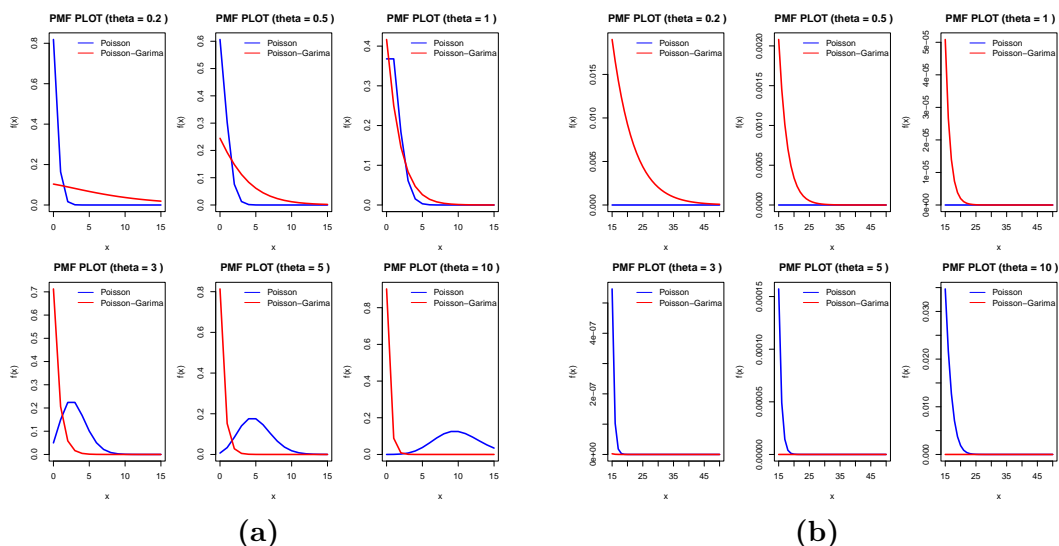 PMF PLOT (theta = 0.2 )
Poisson
Poisson−Garima
f(x)
0.0 0.2 0.4 0.6 0.8
0 5 10 15
x
PMF PLOT (theta = 0.5 )
Poisson
Poisson−Garima
f(x)
0.0 0.1 0.2 0.3 0.4 0.5 0.6
0 5 10 15
x
PMF PLOT (theta = 1 )
Poisson
Poisson−Garima
f(x)
0.0 0.1 0.2 0.3 0.4
0 5 10 15
x
PMF PLOT (theta = 3 )
Poisson
Poisson−Garima
f(x)
0.0 0.1 0.2 0.3 0.4 0.5 0.6 0.7
0 5 10 15
x
PMF PLOT (theta = 5 )
Poisson
Poisson−Garima
f(x)
0.0 0.2 0.4 0.6 0.8
0 5 10 15
x
PMF PLOT (theta = 10 )
Poisson
Poisson−Garima
f(x)
0.0 0.2 0.4 0.6 0.8
0 5 10 15
x
(a)
PMF PLOT (theta = 0.2 )
Poisson
Poisson−Garima
f(x)
0.000 0.005 0.010 0.015
15 25 35 45
x
PMF PLOT (theta = 0.5 )
Poisson
Poisson−Garima
f(x)
0.0000 0.0005 0.0010 0.0015 0.0020
15 25 35 45
x
PMF PLOT (theta = 1 )
Poisson
Poisson−Garima
f(x)
0e+00 1e−05 2e−05 3e−05 4e−05 5e−05
15 25 35 45
x
PMF PLOT (theta = 3 )
Poisson
Poisson−Garima
f(x)
0e+00 2e−07 4e−07
15 25 35 45
x
PMF PLOT (theta = 5 )
Poisson
Poisson−Garima
f(x)
0.00000 0.00005 0.00010 0.00015
15 25 35 45
x
PMF PLOT (theta = 10 )
Poisson
Poisson−Garima
f(x)
0.000 0.010 0.020 0.030
15 25 35 45
x
(b)